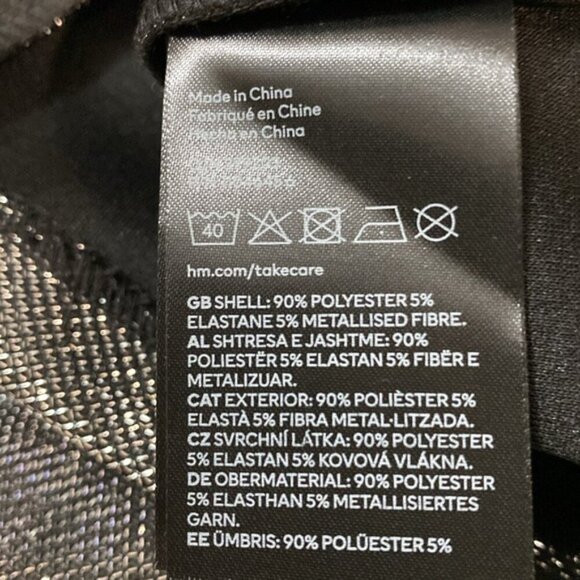 Made in China
Fabriqué en Chine
Hecho en China
40
hm.com/takecare
GB SHELL: 90% POLYESTER 5%
ELASTANE 5% METALLISED FIBRE.
AL SHTRESA E JASHTME: 90%
POLIESTËR 5% ELASTAN 5% FIBËR E
METALIZUAR.
CAT EXTERIOR: 90% POLIÈSTER 5%
ELASTÀ 5% FIBRA METAL·LITZADA.
CZ SVRCHNÍ LÁTKA: 90% POLYESTER
5% ELASTAN 5% KOVOVÁ VLÁKNA.
DE OBERMATERIAL: 90% POLYESTER
5% ELASTHAN 5% METALLISIERTES
GARN.
EE ÜMBRIS: 90% POLÜESTER 5%